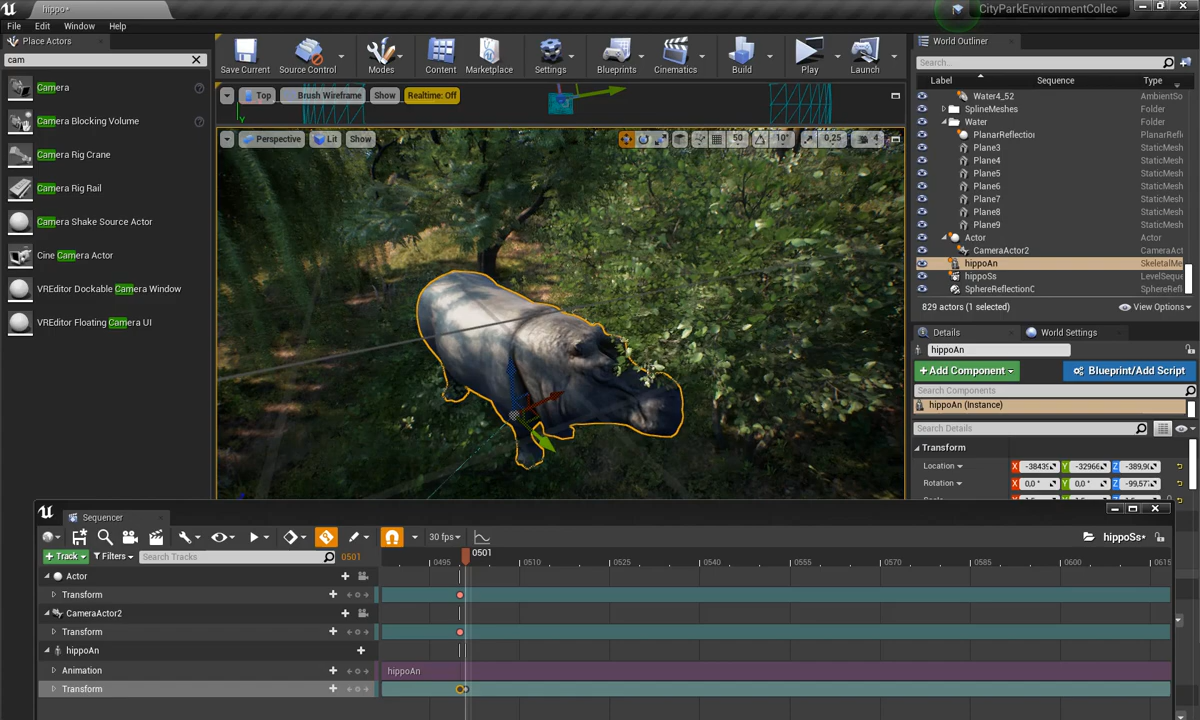 hippo*
CityParkEnvironmentCollec
File Edit Window Help
Place Actors
cam
Camera
Camera Blocking Volume
Camera Rig Crane
Camera Rig Rail
Camera Shake Source Actor
Cine Camera Actor
VREditor Dockable Camera Window
VREditor Floating Camera UI
Save Current Source Control Modes Content Marketplace Settings Blueprints Cinematics Build Play Launch
Top Brush Wireframe Show Realtime: Off
Y
Perspective Lit Show 50 10° 0,25 4
World Outliner
Search...
Label Sequence Type
Water4_52 AmbientSo
SplineMeshes Folder
Water Folder
PlanarReflection PlanarRefl
Plane3 StaticMesh
Plane4 StaticMesh
Plane5 StaticMesh
Plane6 StaticMesh
Plane7 StaticMesh
Plane8 StaticMesh
Plane9 StaticMesh
Actor Actor
CameraActor2 CameraAct
hippoAn SkeletalMe
hippoSs LevelSeque
SphereReflectionC SphereRefl
829 actors (1 selected) View Options
Details World Settings
hippoAn
+Add Component Blueprint/Add Script
Search Components
hippoAn (Instance)
Search Details
Transform
Location X -38439 Y -32966 Z -389,90
Rotation X 0,0 ° Y 0,0 ° Z -99,57
Sequencer
30 fps hippoSs*
+ Track Filters Search Tracks 0501
0501
0495 0510 0525 0540 0555 0570 0585 0600 0615
Actor
Transform
CameraActor2
Transform
hippoAn
Animation hippoAn
Transform